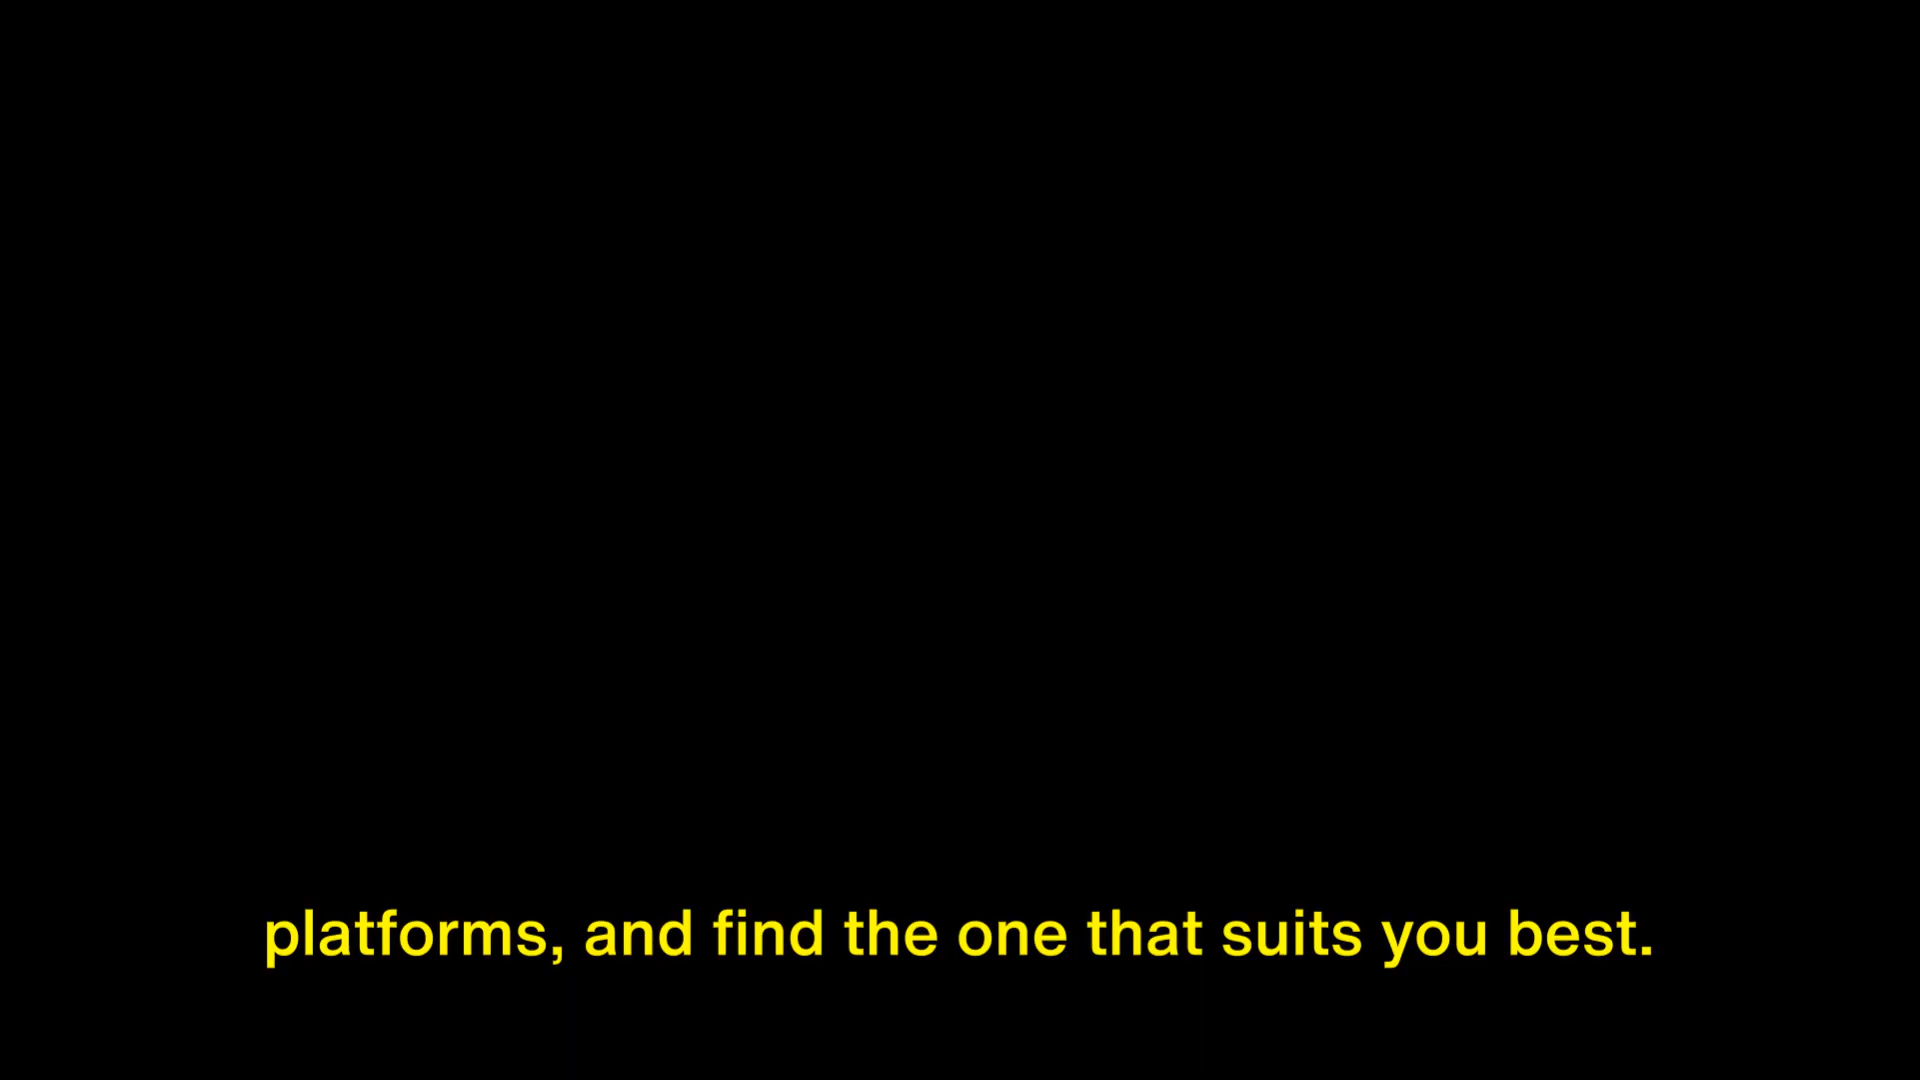 platforms, and find the one that suits you best.